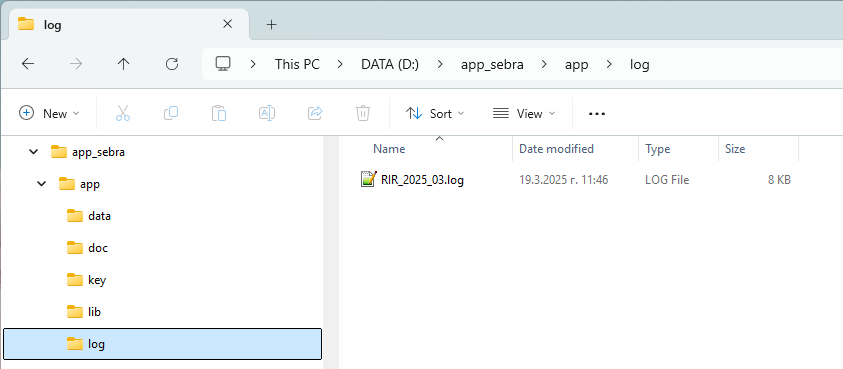 log
This PC > DATA (D:) > app_sebra > app > log
New Sort View
app_sebra
app
data
doc
key
lib
log
Name Date modified Type Size
RIR_2025_03.log 19.3.2025 г. 11:46 LOG File 8 KB